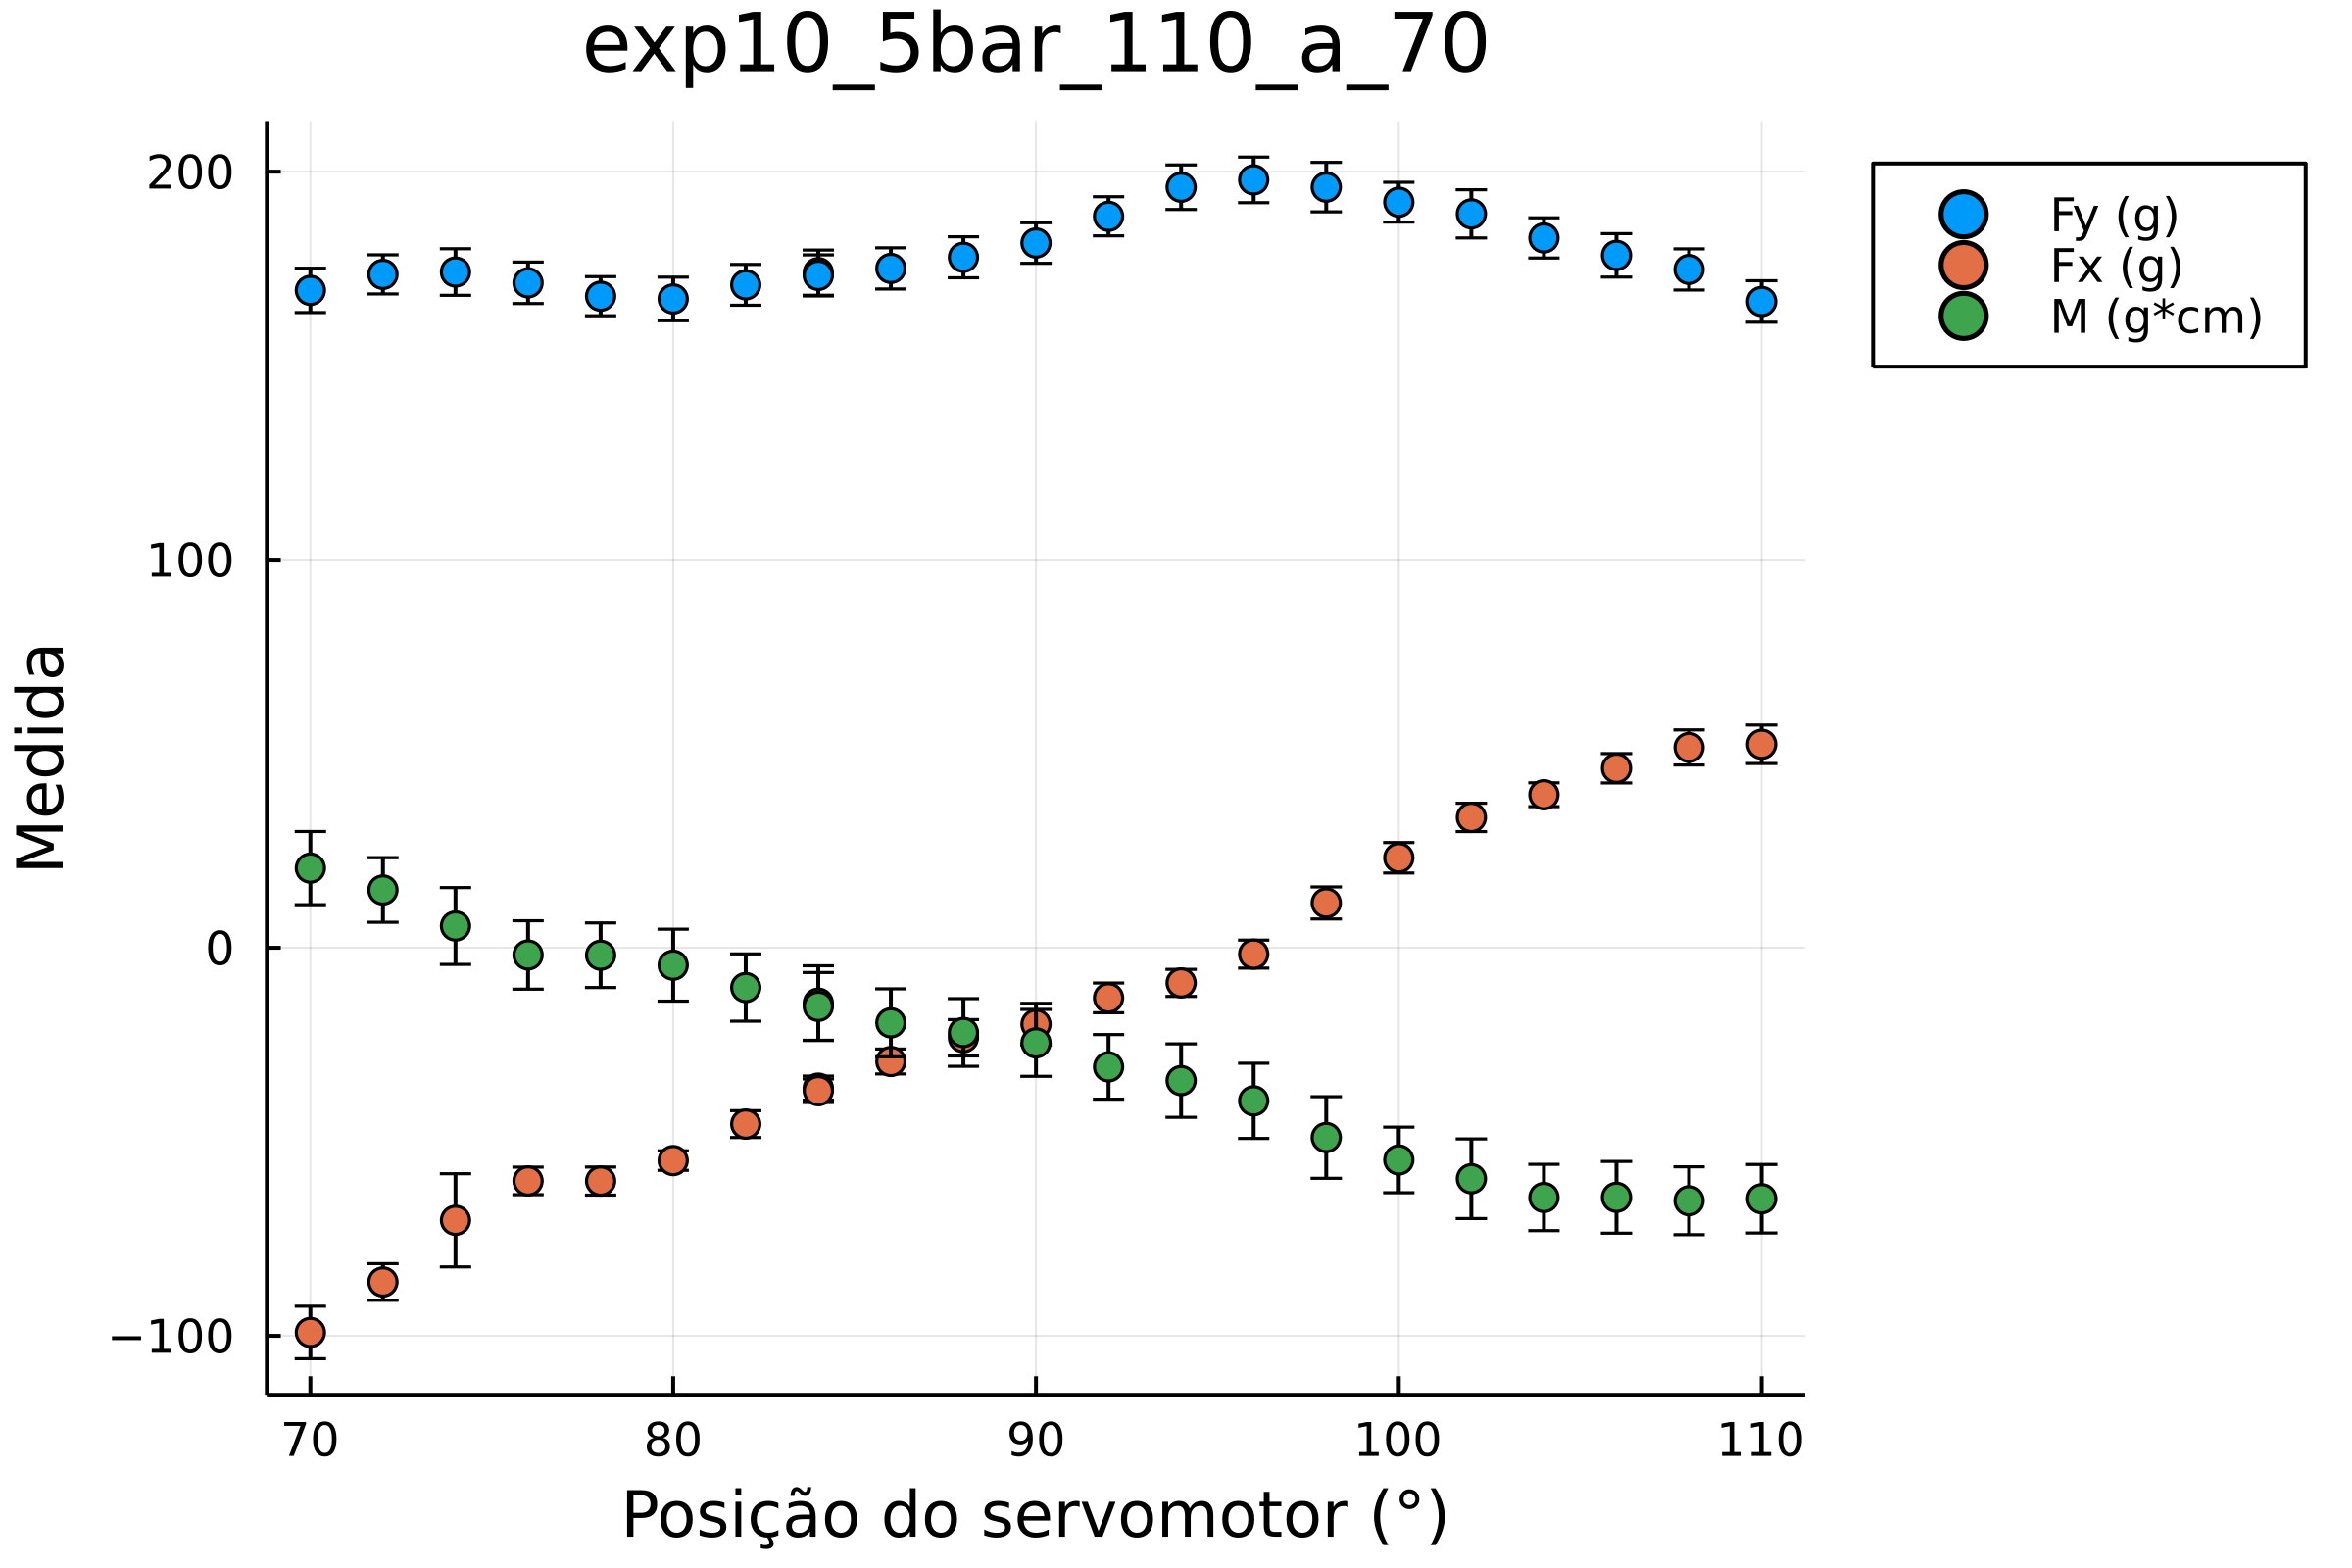 exp10_5bar_110_a_70
Fy (g)
Fx (g)
M (g*cm)
Medida
200
100
0
−100
70
80
90
100
110
Posição do servomotor (°)